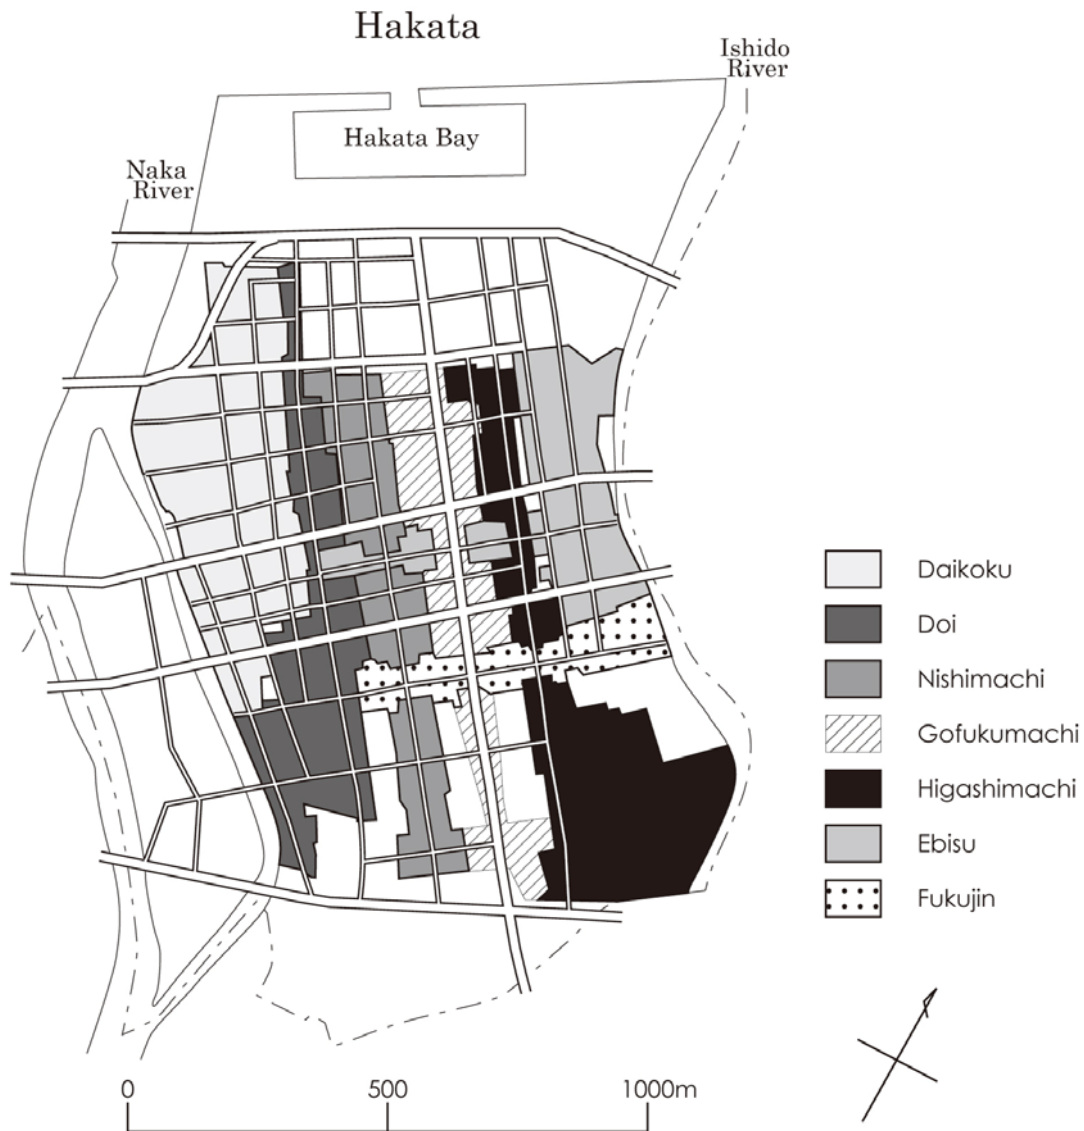 Hakata
Ishido
River
Hakata Bay
Naka
River
Daikoku
Doi
Nishimachi
Gofukumachi
Higashimachi
Ebisu
Fukujin
0 500 1000m